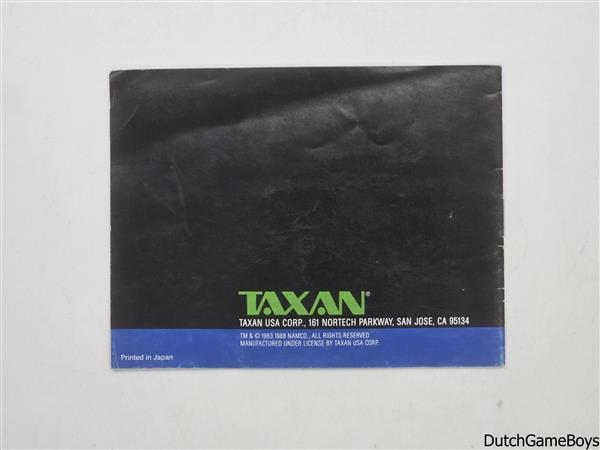 TAXAN®
TAXAN USA CORP., 161 NORTECH PARKWAY, SAN JOSE, CA 95134
TM & © 1983 1988 NAMCO., ALL RIGHTS RESERVED
MANUFACTURED UNDER LICENSE BY TAXAN USA CORP.
Printed in Japan
DutchGameBoys